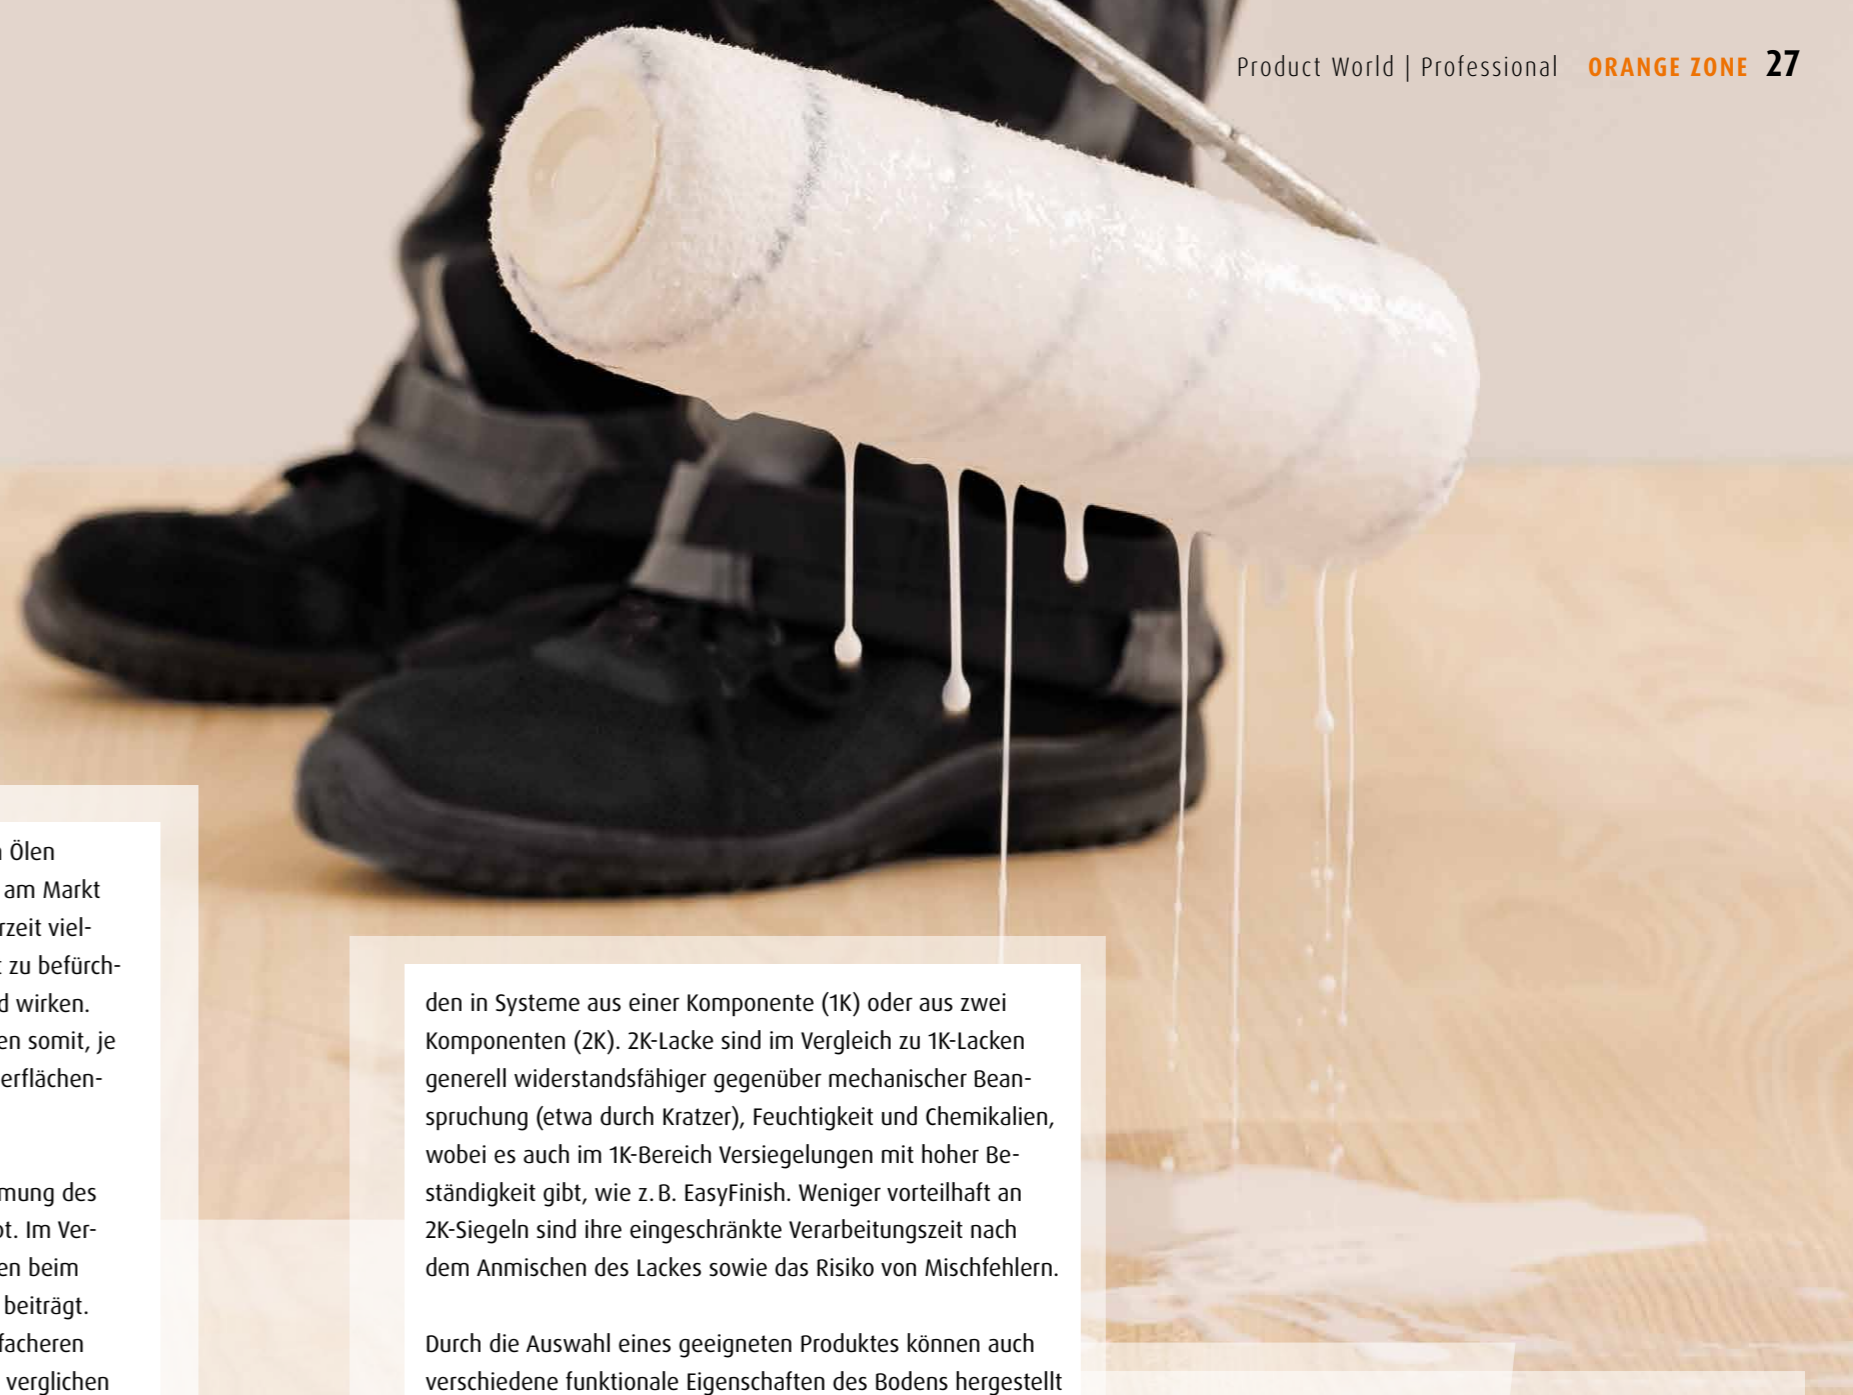 Product World | Professional ORANGE ZONE 27
Ölen
am Markt
rzeit viel-
zu befürch-
wirken.
en somit, je
erflächen-
mung des
ot. Im Ver-
en beim
beiträgt.
facheren
verglichen
den in Systeme aus einer Komponente (1K) oder aus zwei
Komponenten (2K). 2K-Lacke sind im Vergleich zu 1K-Lacken
generell widerstandsfähiger gegenüber mechanischer Bean-
spruchung (etwa durch Kratzer), Feuchtigkeit und Chemikalien,
wobei es auch im 1K-Bereich Versiegelungen mit hoher Be-
ständigkeit gibt, wie z. B. EasyFinish. Weniger vorteilhaft an
2K-Siegeln sind ihre eingeschränkte Verarbeitungszeit nach
dem Anmischen des Lackes sowie das Risiko von Mischfehlern.
Durch die Auswahl eines geeigneten Produktes können auch
verschiedene funktionale Eigenschaften des Bodens hergestellt